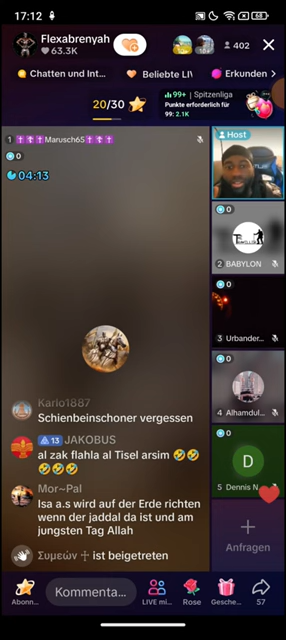 17:12
68
Flexabrenyah
63.3K
402
Chatten und Int...
Beliebte LIV
Erkunden >
20/30
99+ | Spitzenliga
Punkte erforderlich für
99: 2.1K
1 Marusch65
0
04:13
Host
0
2 BABYLON
0
3 Urbander...
0
4 Alhamdul...
0
D
5 Dennis N...
Karlo1887
Schienbeinschoner vergessen
13 JAKOBUS
al zak flahla al Tisel arsim 🤣🤣
🤣🤣🤣
Mor~Pal
Isa a.s wird auf der Erde richten
wenn der jaddal da ist und am
jungsten Tag Allah
Συμεών ☦ ist beigetreten
Anfragen
Abonn...
Kommenta...
LIVE mi...
Rose
Gesche...
57